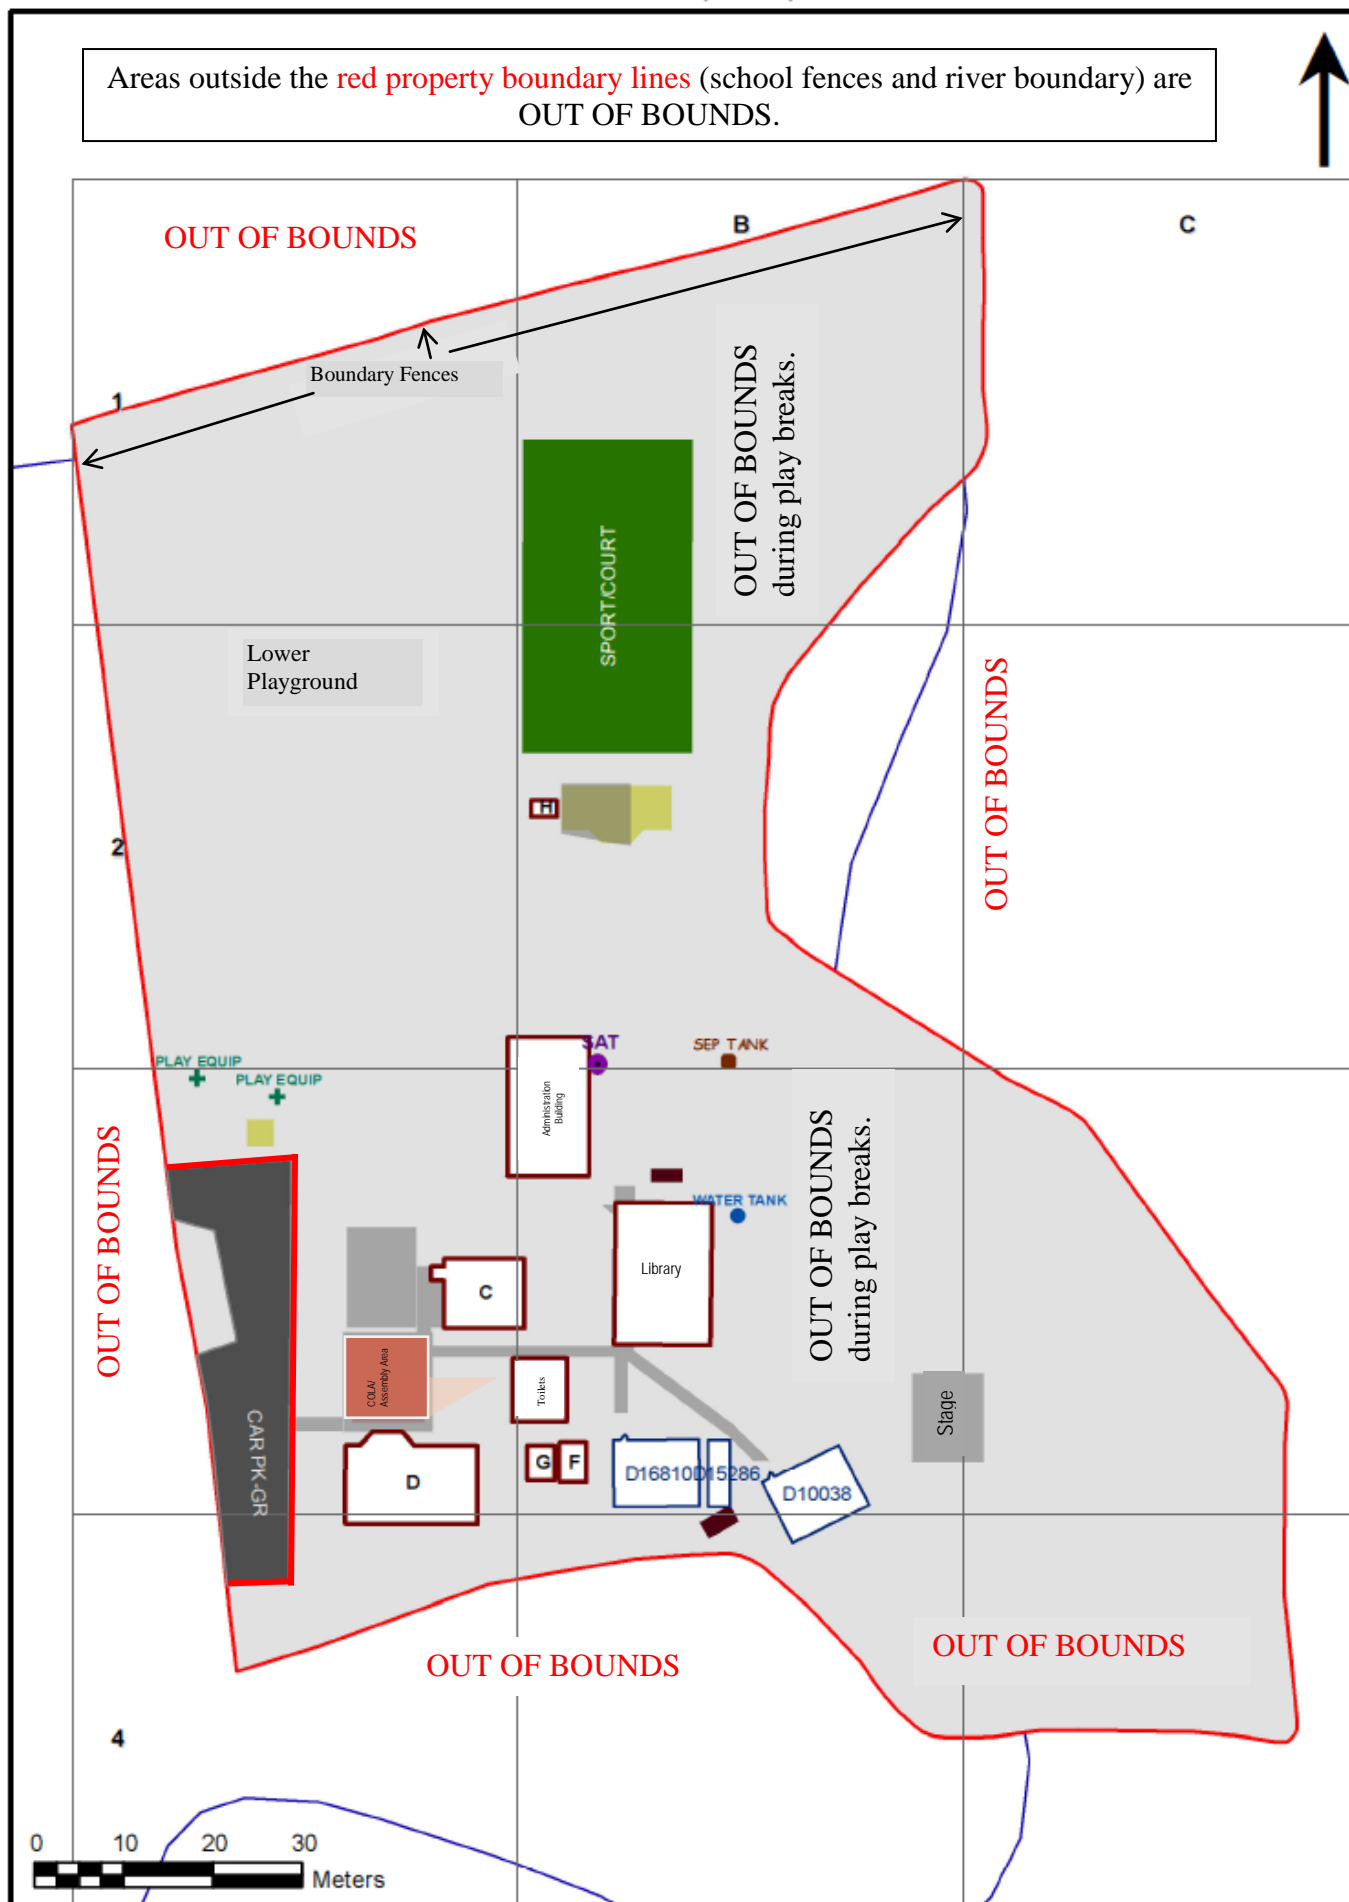 Areas outside the red property boundary lines (school fences and river boundary) are
OUT OF BOUNDS.
OUT OF BOUNDS
B
C
Boundary Fences
1
OUT OF BOUNDS
during play breaks.
SPORT/COURT
Lower
Playground
OUT OF BOUNDS
H
2
SAT
SEP TANK
PLAY EQUIP
PLAY EQUIP
Administration
Building
OUT OF BOUNDS
OUT OF BOUNDS
during play breaks.
WATER TANK
Library
C
COLA/
Assembly Area
Toilets
Stage
CAR PK-GR
D
G
F
D16810
D15286
D10038
OUT OF BOUNDS
OUT OF BOUNDS
4
0 10 20 30
Meters